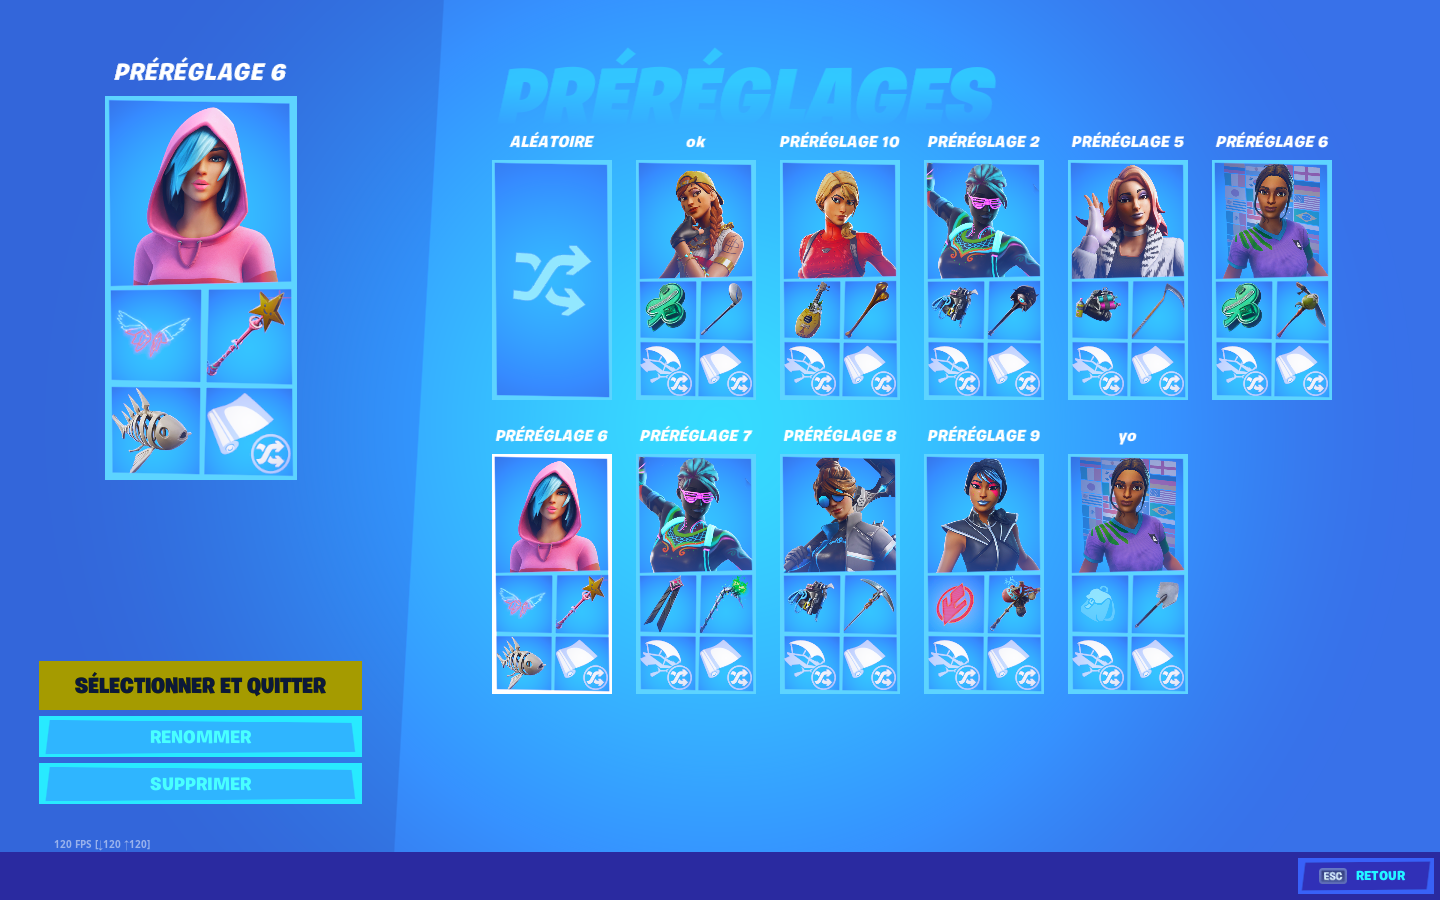 PRÉRÉGLAGE 6
PRÉRÉGLAGES
ALÉATOIRE
ok
PRÉRÉGLAGE 10
PRÉRÉGLAGE 2
PRÉRÉGLAGE 5
PRÉRÉGLAGE 6
PRÉRÉGLAGE 6
PRÉRÉGLAGE 7
PRÉRÉGLAGE 8
PRÉRÉGLAGE 9
yo
SÉLECTIONNER ET QUITTER
RENOMMER
SUPPRIMER
120 FPS [↓120 ↑120]
ESC RETOUR